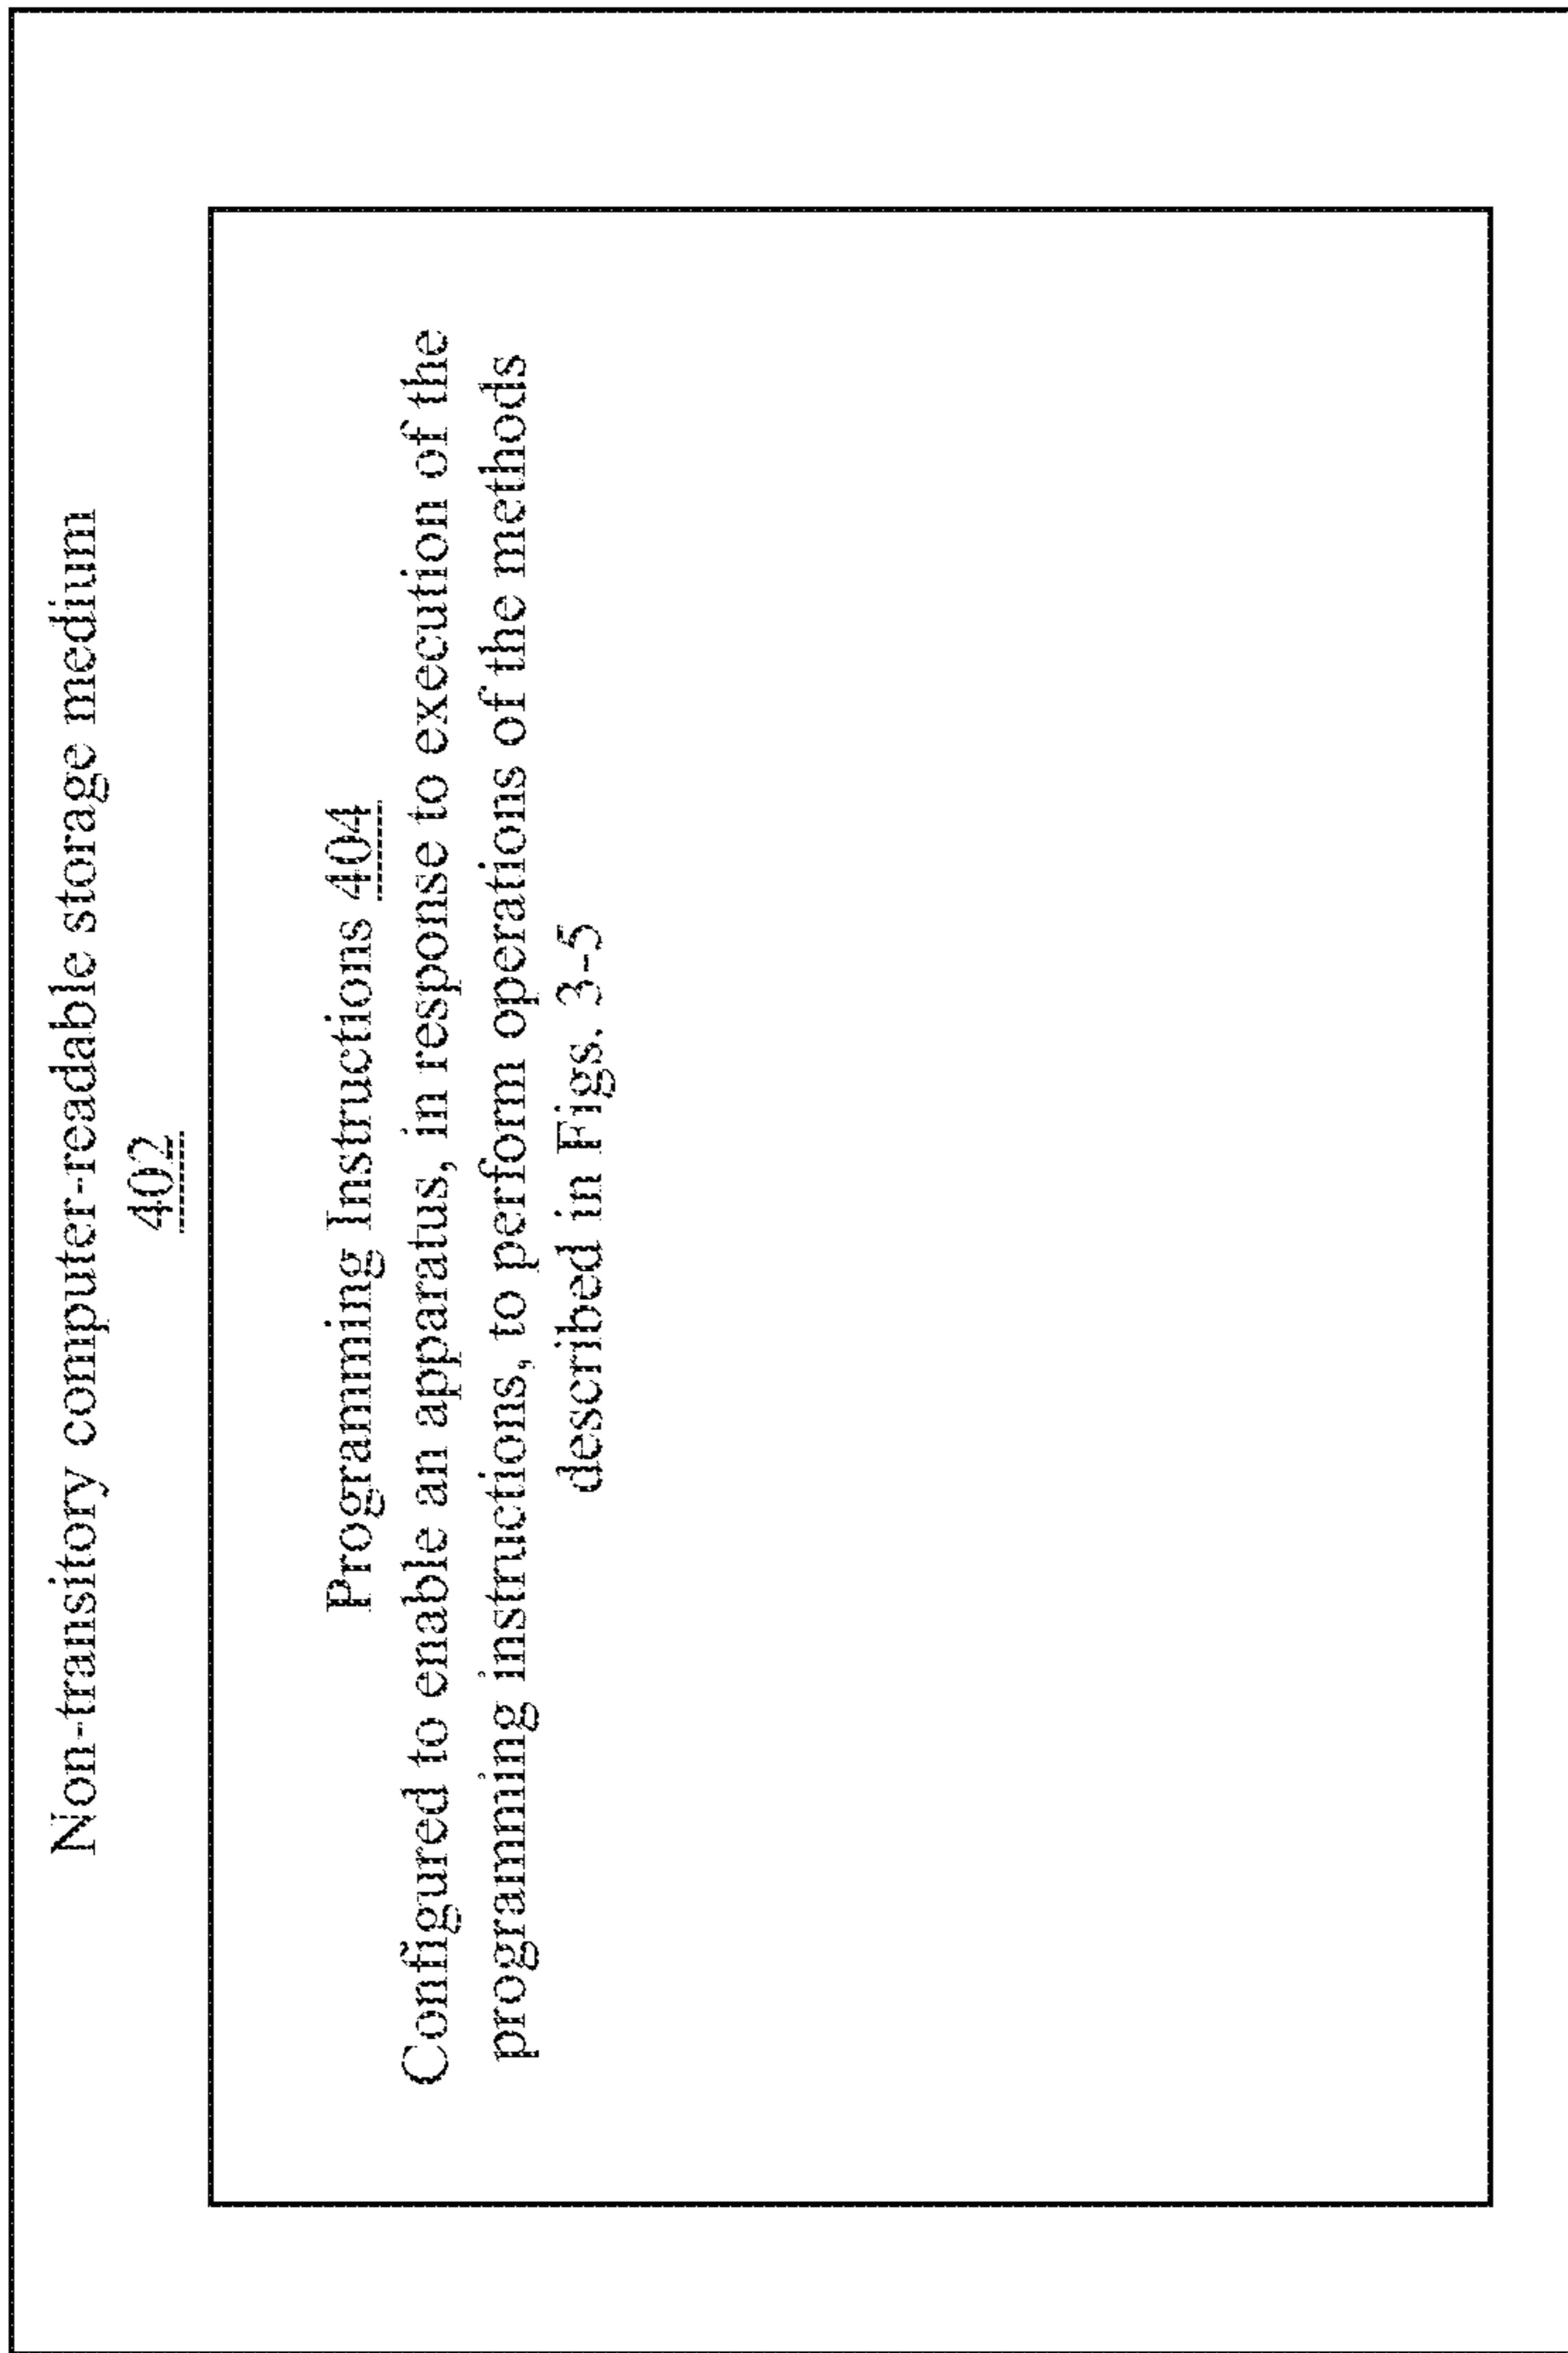 Non-transitory computer-readable storage medium
402
Programming Instructions 404
Configured to enable an apparatus, in response to execution of the
programming instructions, to perform operations of the methods
described in Figs. 3-5